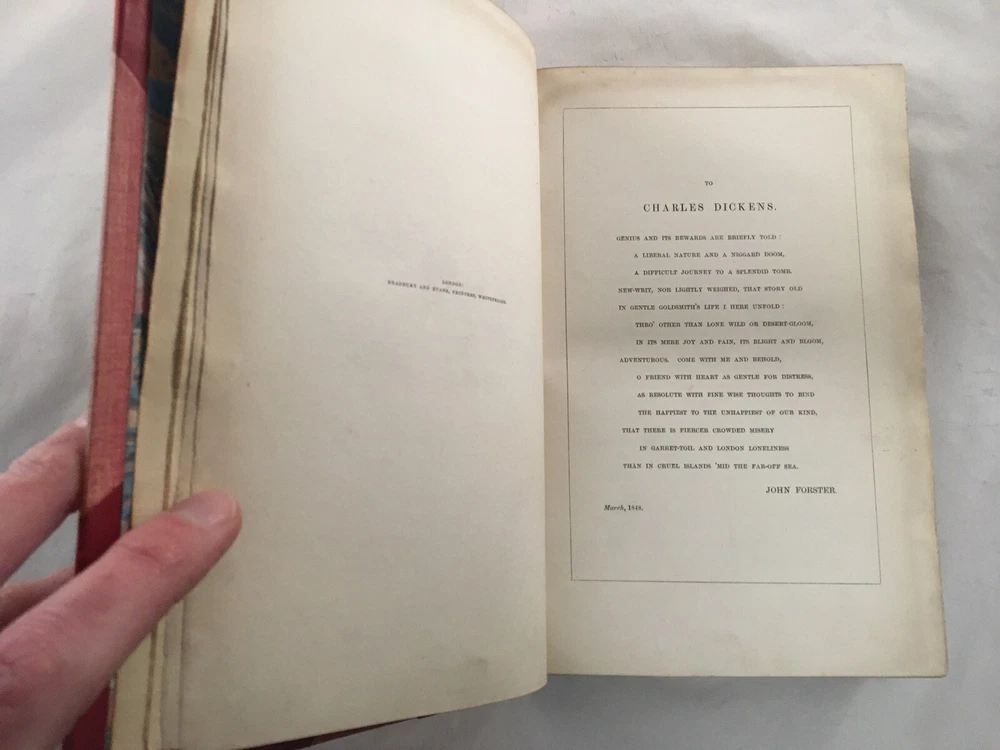 LONDON:
BRADBURY AND EVANS, PRINTERS, WHITEFRIARS.
TO
CHARLES DICKENS.
GENIUS AND ITS REWARDS ARE BRIEFLY TOLD:
A LIBERAL NATURE AND A NIGGARD DOOM,
A DIFFICULT JOURNEY TO A SPLENDID TOMB.
NEW-WRIT, NOR LIGHTLY WEIGHED, THAT STORY OLD
IN GENTLE GOLDSMITH'S LIFE I HERE UNFOLD:
THRO' OTHER THAN LONE WILD OR DESERT-GLOOM,
IN ITS MERE JOY AND PAIN, ITS BLIGHT AND BLOOM,
ADVENTUROUS. COME WITH ME AND BEHOLD,
O FRIEND WITH HEART AS GENTLE FOR DISTRESS,
AS RESOLUTE WITH FINE WISE THOUGHTS TO BIND
THE HAPPIEST TO THE UNHAPPIEST OF OUR KIND,
THAT THERE IS FIERCER CROWDED MISERY
IN GARRET-TOIL AND LONDON LONELINESS
THAN IN CRUEL ISLANDS 'MID THE FAR-OFF SEA.
JOHN FORSTER.
March, 1848.